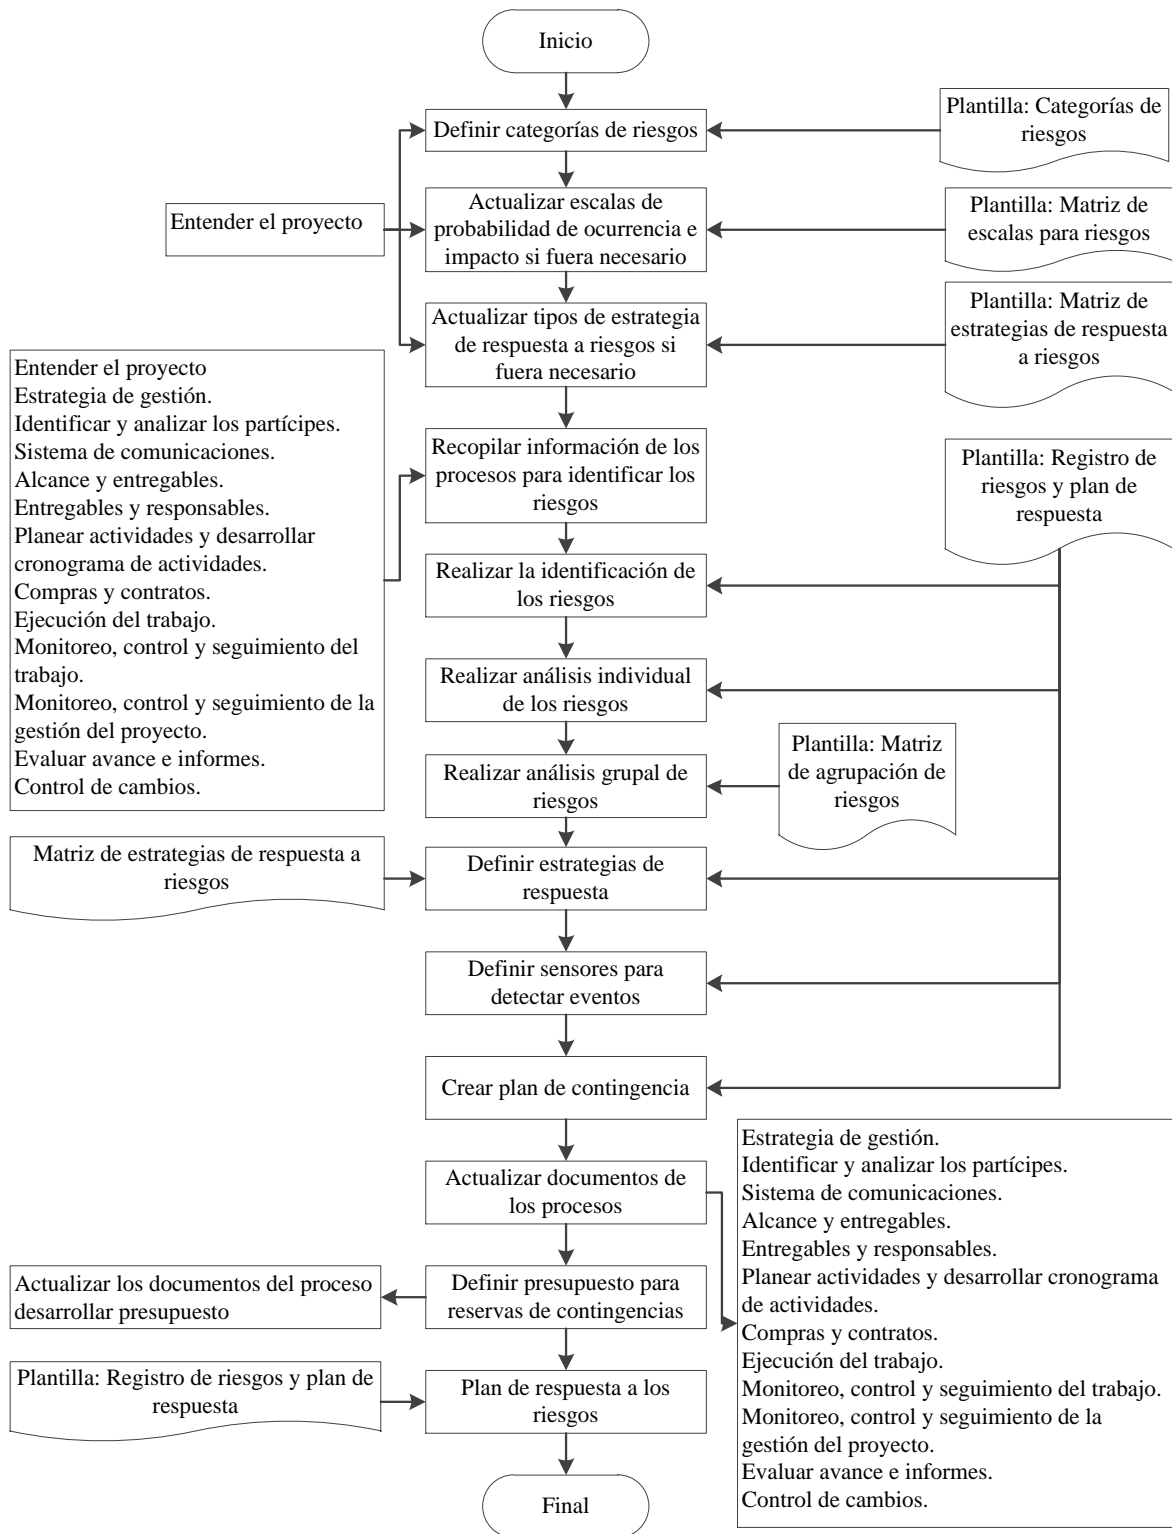 Inicio
Definir categorías de riesgos
Plantilla: Categorías de
riesgos
Entender el proyecto
Actualizar escalas de
probabilidad de ocurrencia e
impacto si fuera necesario
Plantilla: Matriz de
escalas para riesgos
Actualizar tipos de estrategia
de respuesta a riesgos si
fuera necesario
Plantilla: Matriz de
estrategias de respuesta
a riesgos
Entender el proyecto
Estrategia de gestión.
Identificar y analizar los partícipes.
Sistema de comunicaciones.
Alcance y entregables.
Entregables y responsables.
Planear actividades y desarrollar
cronograma de actividades.
Compras y contratos.
Ejecución del trabajo.
Monitoreo, control y seguimiento del
trabajo.
Monitoreo, control y seguimiento de la
gestión del proyecto.
Evaluar avance e informes.
Control de cambios.
Recopilar información de los
procesos para identificar los
riesgos
Plantilla: Registro de
riesgos y plan de
respuesta
Realizar la identificación de
los riesgos
Realizar análisis individual
de los riesgos
Realizar análisis grupal de
riesgos
Plantilla: Matriz
de agrupación de
riesgos
Matriz de estrategias de respuesta a
riesgos
Definir estrategias de
respuesta
Definir sensores para
detectar eventos
Crear plan de contingencia
Actualizar documentos de
los procesos
Estrategia de gestión.
Identificar y analizar los partícipes.
Sistema de comunicaciones.
Alcance y entregables.
Entregables y responsables.
Planear actividades y desarrollar cronograma
de actividades.
Compras y contratos.
Ejecución del trabajo.
Monitoreo, control y seguimiento del trabajo.
Monitoreo, control y seguimiento de la
gestión del proyecto.
Evaluar avance e informes.
Control de cambios.
Actualizar los documentos del proceso
desarrollar presupuesto
Definir presupuesto para
reservas de contingencias
Plantilla: Registro de riesgos y plan de
respuesta
Plan de respuesta a los
riesgos
Final